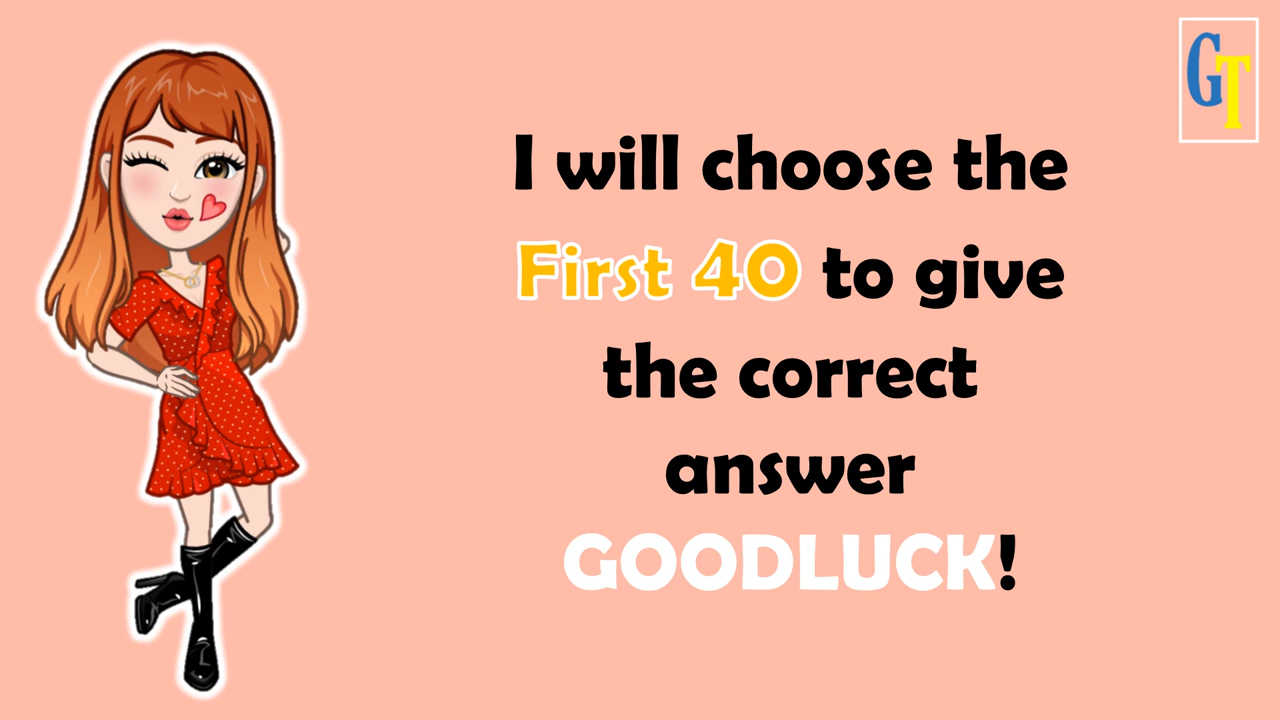 GT
I will choose the
First 40 to give
the correct
answer
GOODLUCK!